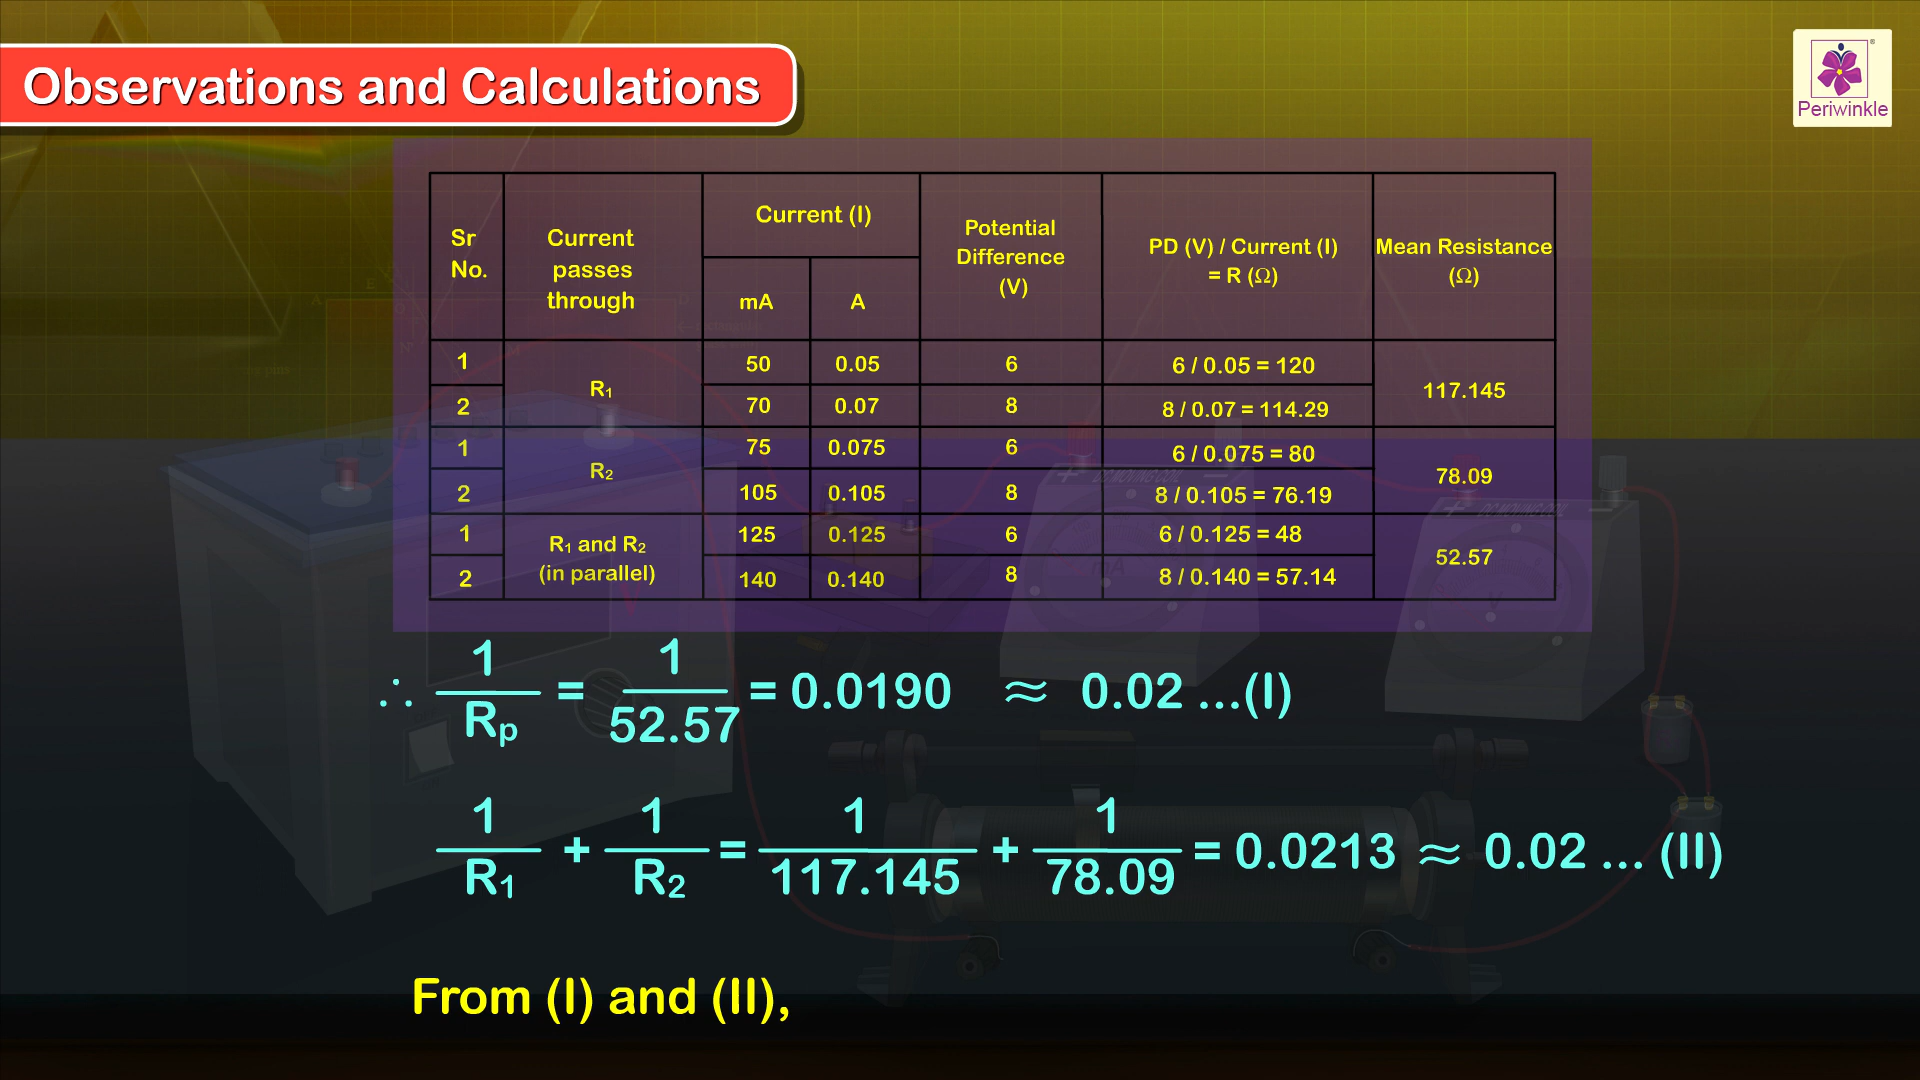 Observations and Calculations
Periwinkle
Sr No. Current passes through Current (I) mA A Potential Difference (V) PD (V) / Current (I) = R (Ω) Mean Resistance (Ω)
1 R₁ 50 0.05 6 6 / 0.05 = 120 117.145
2 70 0.07 8 8 / 0.07 = 114.29
1 R₂ 75 0.075 6 6 / 0.075 = 80 78.09
2 105 0.105 8 8 / 0.105 = 76.19
1 R₁ and R₂ (in parallel) 125 0.125 6 6 / 0.125 = 48 52.57
2 140 0.140 8 8 / 0.140 = 57.14
∴ 1/Rₚ = 1/52.57 = 0.0190 ≈ 0.02 ...(I)
1/R₁ + 1/R₂ = 1/117.145 + 1/78.09 = 0.0213 ≈ 0.02 ... (II)
From (I) and (II),